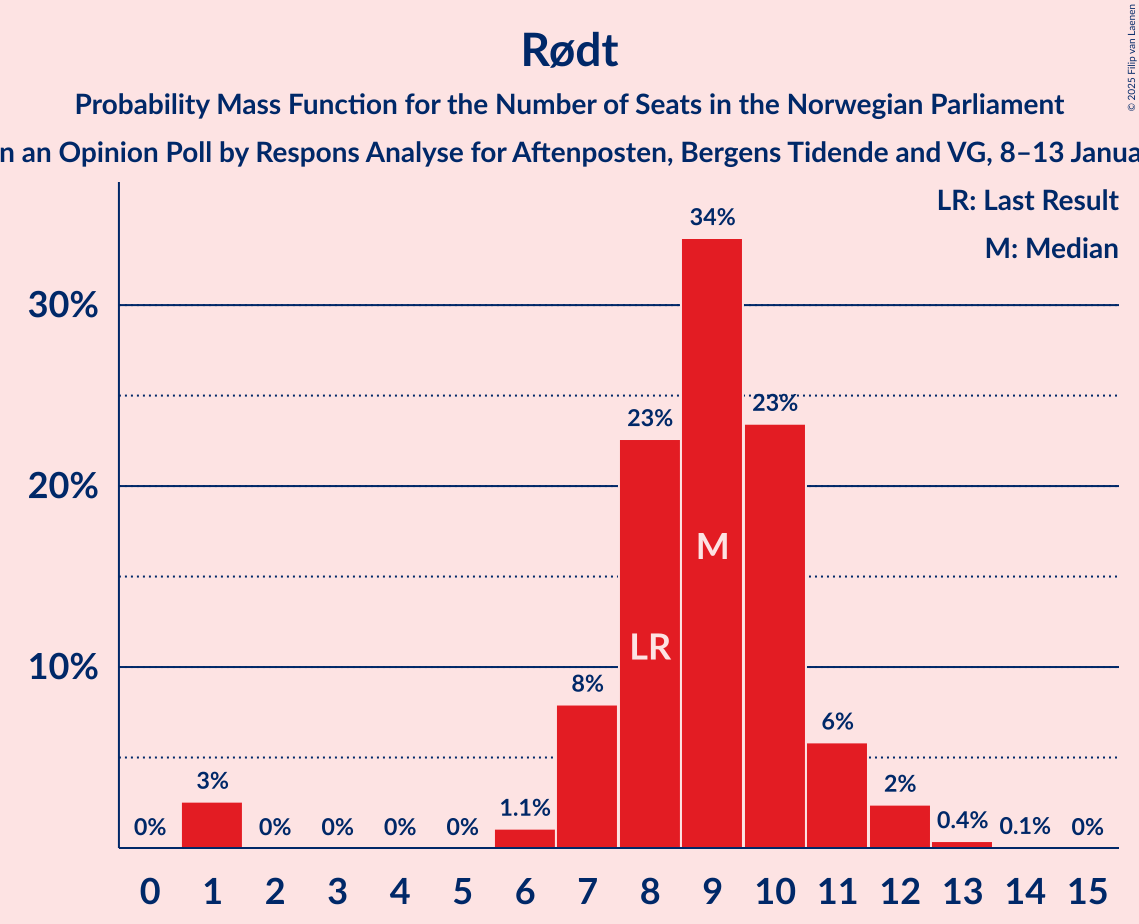 Rødt
Probability Mass Function for the Number of Seats in the Norwegian Parliament
n an Opinion Poll by Respons Analyse for Aftenposten, Bergens Tidende and VG, 8–13 Janua
© 2025 Filip van Laenen
LR: Last Result
M: Median
34%
30%
23%
23%
20%
M
LR
10%
8%
6%
3%
2%
1.1%
0.4%
0.1%
0%
0%
0%
0%
0%
0%
0 1 2 3 4 5 6 7 8 9 10 11 12 13 14 15